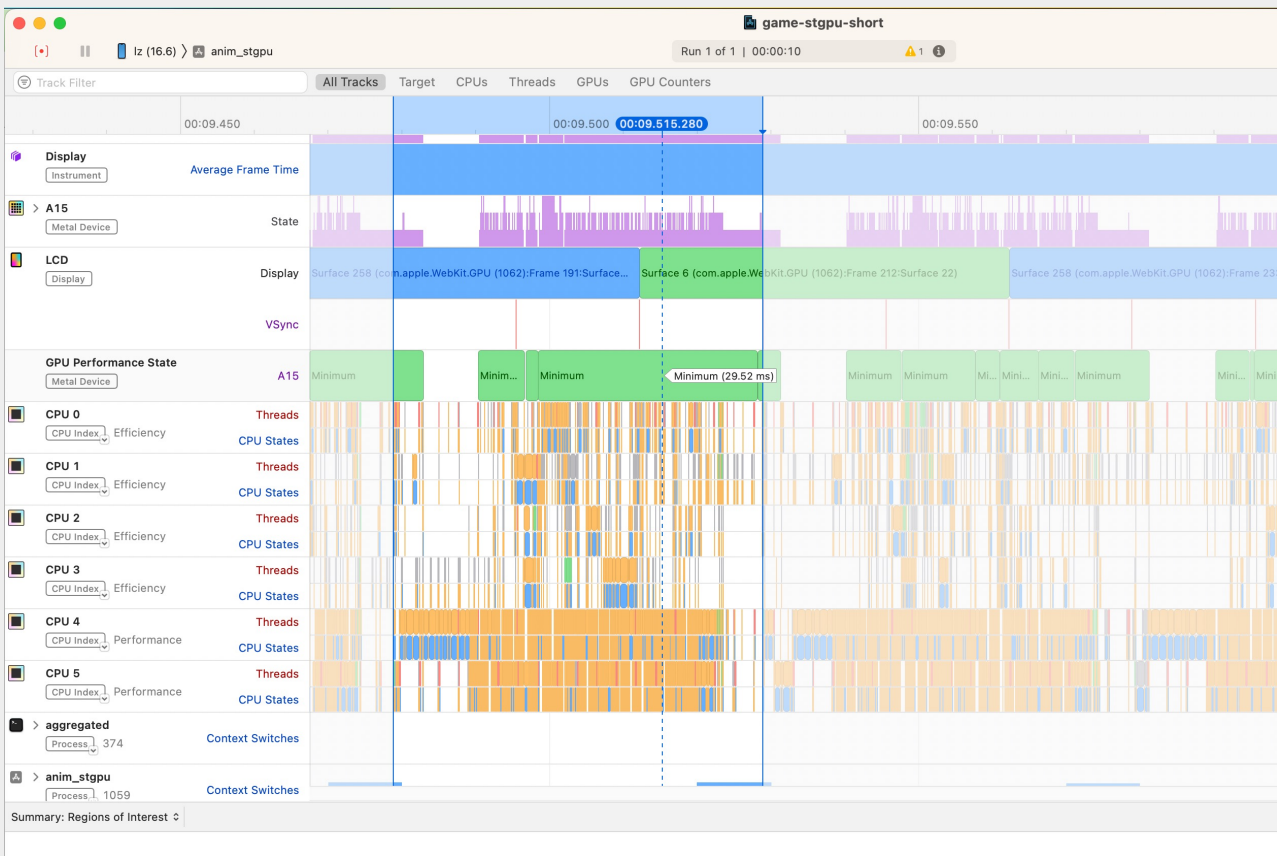 game-stgpu-short
lz (16.6) 〉 anim_stgpu
Run 1 of 1 | 00:00:10
1
Track Filter
All Tracks Target CPUs Threads GPUs GPU Counters
00:09.450 00:09.500 00:09.515.280 00:09.550
Display
Instrument
Average Frame Time
A15
Metal Device
State
LCD
Display
Display
Surface 258 (com.apple.WebKit.GPU (1062):Frame 191:Surface... Surface 6 (com.apple.WebKit.GPU (1062):Frame 212:Surface 22) Surface 258 (com.apple.WebKit.GPU (1062):Frame 23
VSync
GPU Performance State
Metal Device
A15
Minimum Minim... Minimum Minimum (29.52 ms) Minimum Minimum Mi... Mini... Mini... Minimum Mini... Mini
CPU 0
CPU Index Efficiency
Threads
CPU States
CPU 1
CPU Index Efficiency
Threads
CPU States
CPU 2
CPU Index Efficiency
Threads
CPU States
CPU 3
CPU Index Efficiency
Threads
CPU States
CPU 4
CPU Index Performance
Threads
CPU States
CPU 5
CPU Index Performance
Threads
CPU States
aggregated
Process 374
Context Switches
anim_stgpu
Process 1059
Context Switches
Summary: Regions of Interest